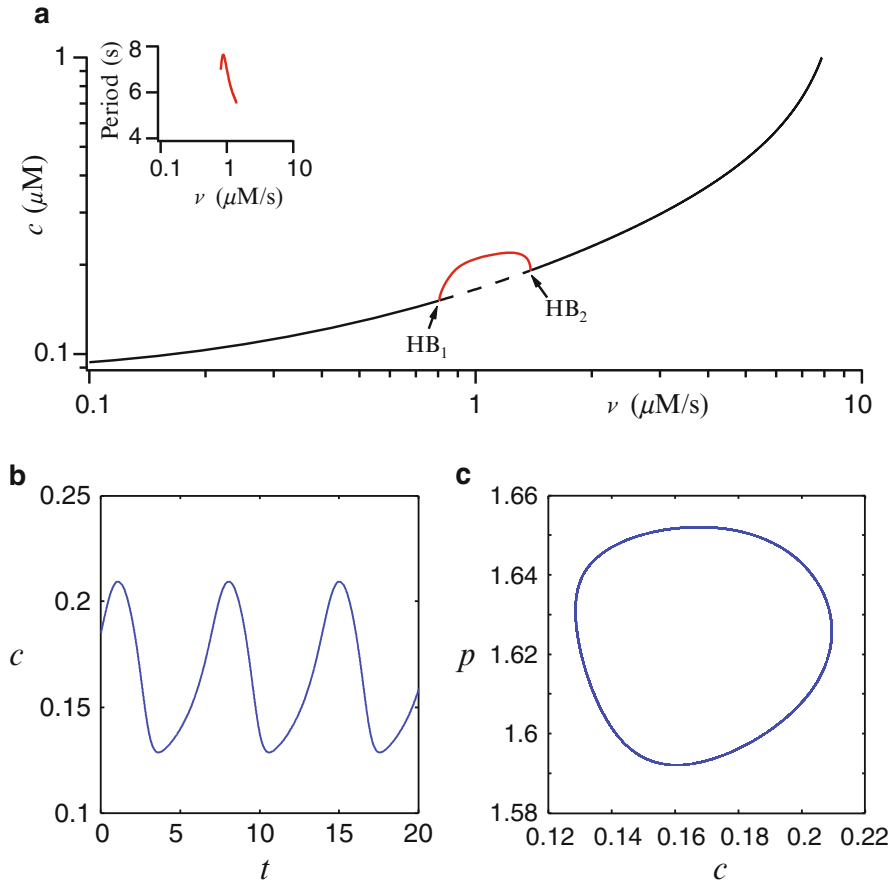 a
Period (s)
8
6
4
0.1 1 10
ν (μM/s)
c (μM)
1
0.1
HB₁
HB₂
0.1 1 10
ν (μM/s)
b
c
0.25
0.2
0.15
0.1
0 5 10 15 20
t
c
p
1.66
1.64
1.62
1.6
1.58
0.12 0.14 0.16 0.18 0.2 0.22
c